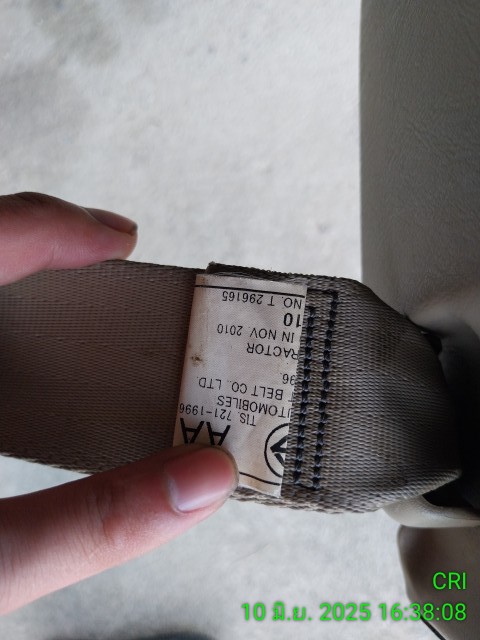 AA
TIS 721-1996
UTOMOBILES
T BELT CO. LTD.
96
RACTOR
IN NOV. 2010
10
NO. T 296165
CRI
10 มิ.ย. 2025 16:38:08